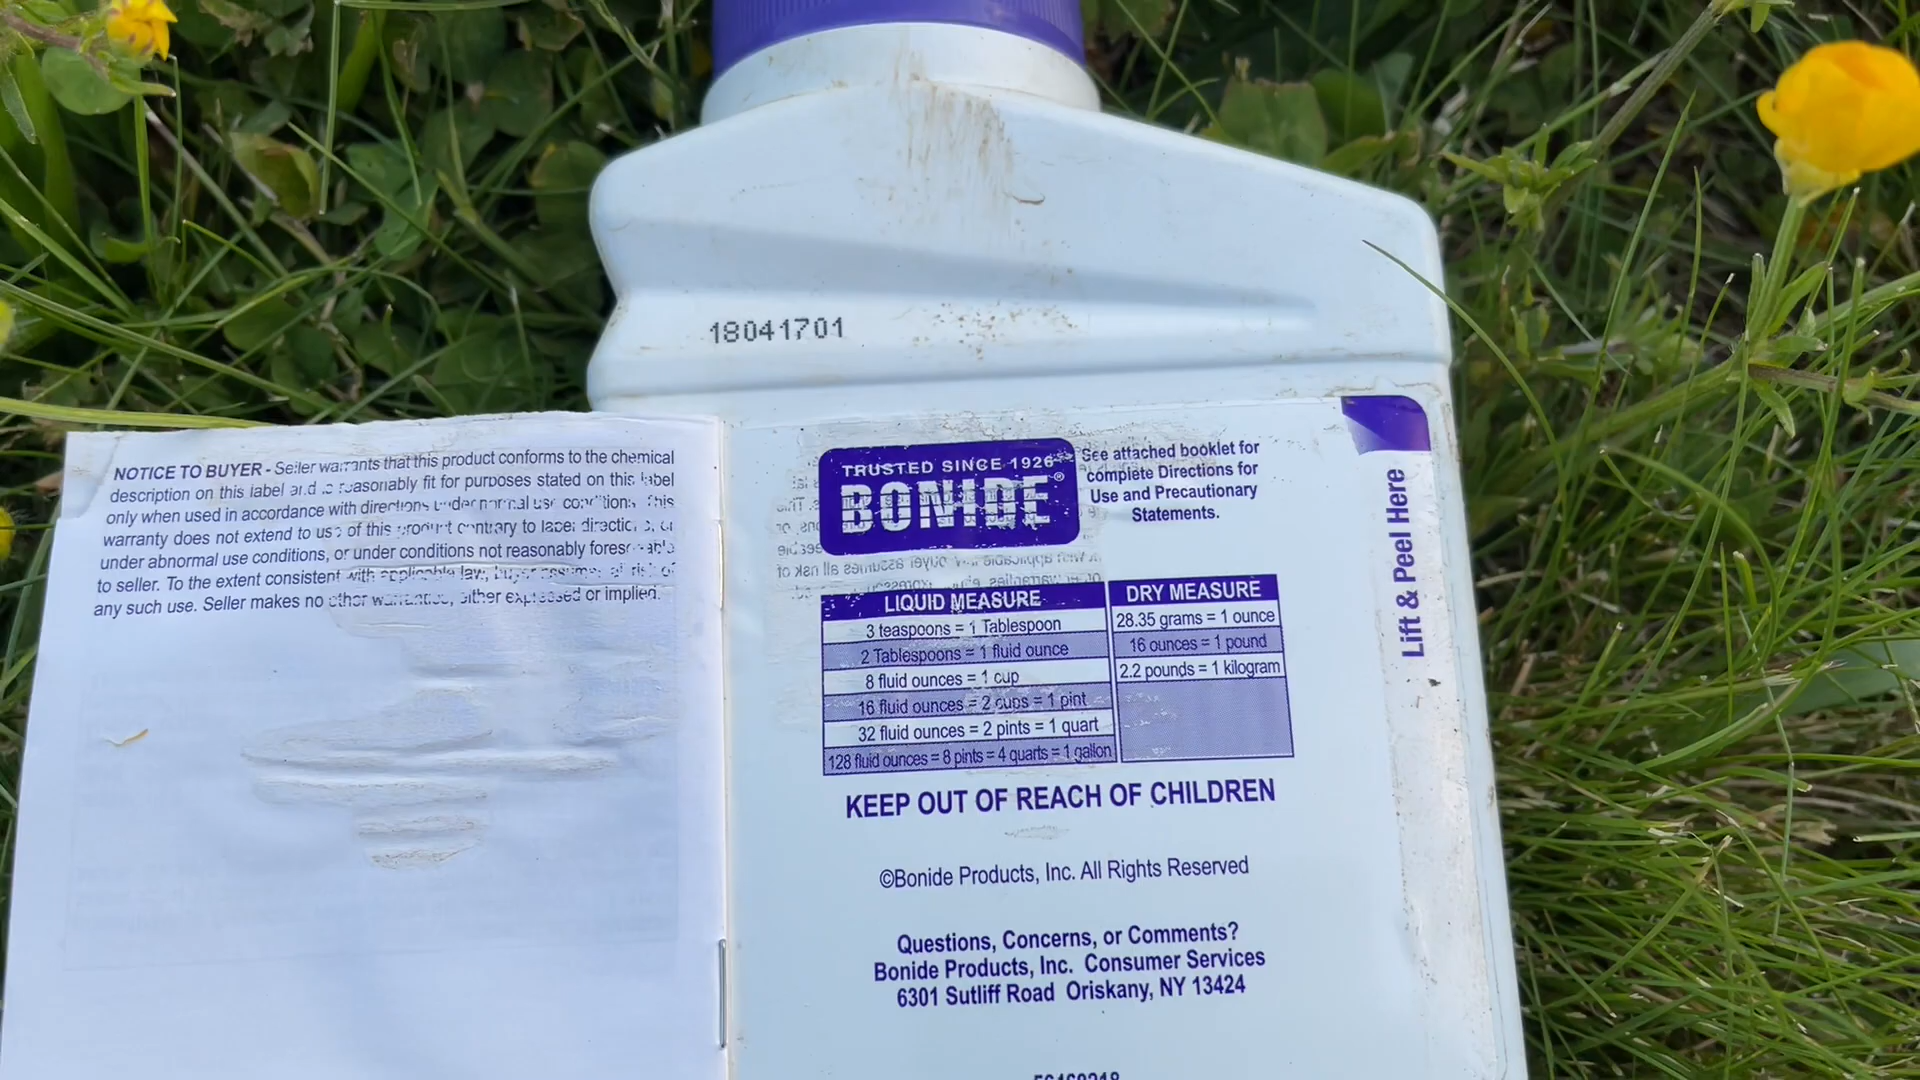 18041701
NOTICE TO BUYER - Seller warrants that this product conforms to the chemical
description on this label and is reasonably fit for purposes stated on this label
only when used in accordance with directions under normal use conditions. This
warranty does not extend to use of this product contrary to label directions, or
under abnormal use conditions, or under conditions not reasonably foreseeable
to seller. To the extent consistent with applicable law, buyer assumes all risk of
any such use. Seller makes no other warranties, either expressed or implied.
TRUSTED SINCE 1926
BONIDE®
See attached booklet for
complete Directions for
Use and Precautionary
Statements.
Lift & Peel Here
LIQUID MEASURE
3 teaspoons = 1 Tablespoon
2 Tablespoons = 1 fluid ounce
8 fluid ounces = 1 cup
16 fluid ounces = 2 cups = 1 pint
32 fluid ounces = 2 pints = 1 quart
128 fluid ounces = 8 pints = 4 quarts = 1 gallon
DRY MEASURE
28.35 grams = 1 ounce
16 ounces = 1 pound
2.2 pounds = 1 kilogram
KEEP OUT OF REACH OF CHILDREN
©Bonide Products, Inc. All Rights Reserved
Questions, Concerns, or Comments?
Bonide Products, Inc. Consumer Services
6301 Sutliff Road Oriskany, NY 13424